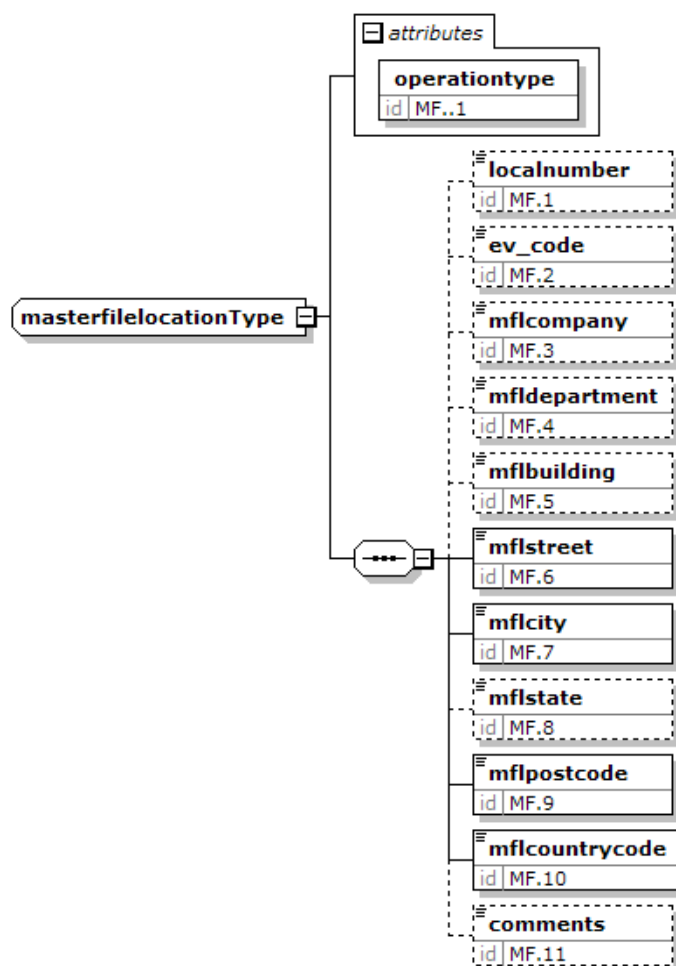 attributes
operationtype
id MF..1
localnumber
id MF.1
ev_code
id MF.2
masterfilelocationType
mflcompany
id MF.3
mfldepartment
id MF.4
mflbuilding
id MF.5
mflstreet
id MF.6
mflcity
id MF.7
mflstate
id MF.8
mflpostcode
id MF.9
mflcountrycode
id MF.10
comments
id MF.11